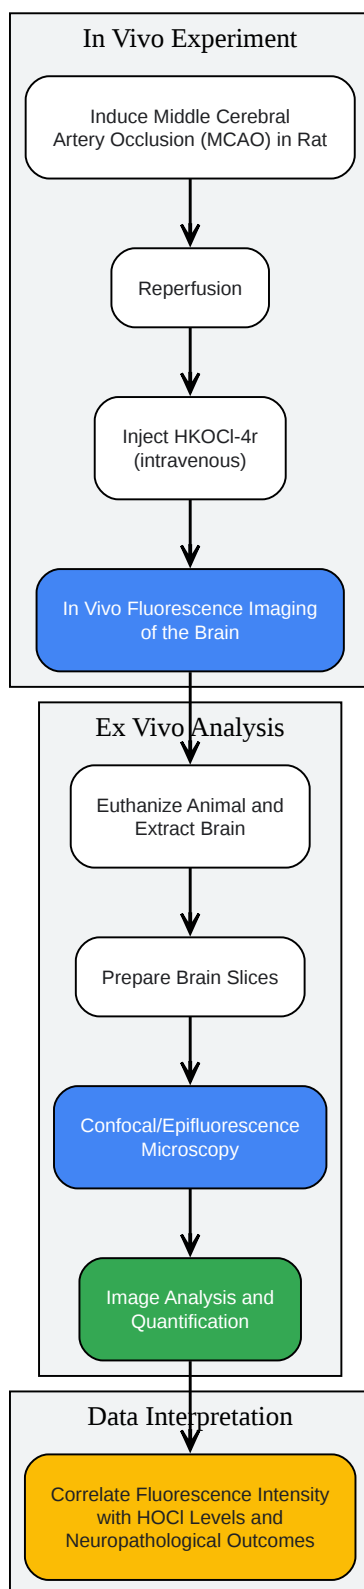 In Vivo Experiment
Induce Middle Cerebral
Artery Occlusion (MCAO) in Rat
Reperfusion
Inject HKOCl-4r
(intravenous)
In Vivo Fluorescence Imaging
of the Brain
Ex Vivo Analysis
Euthanize Animal and
Extract Brain
Prepare Brain Slices
Confocal/Epifluorescence
Microscopy
Image Analysis and
Quantification
Data Interpretation
Correlate Fluorescence Intensity
with HOCl Levels and
Neuropathological Outcomes